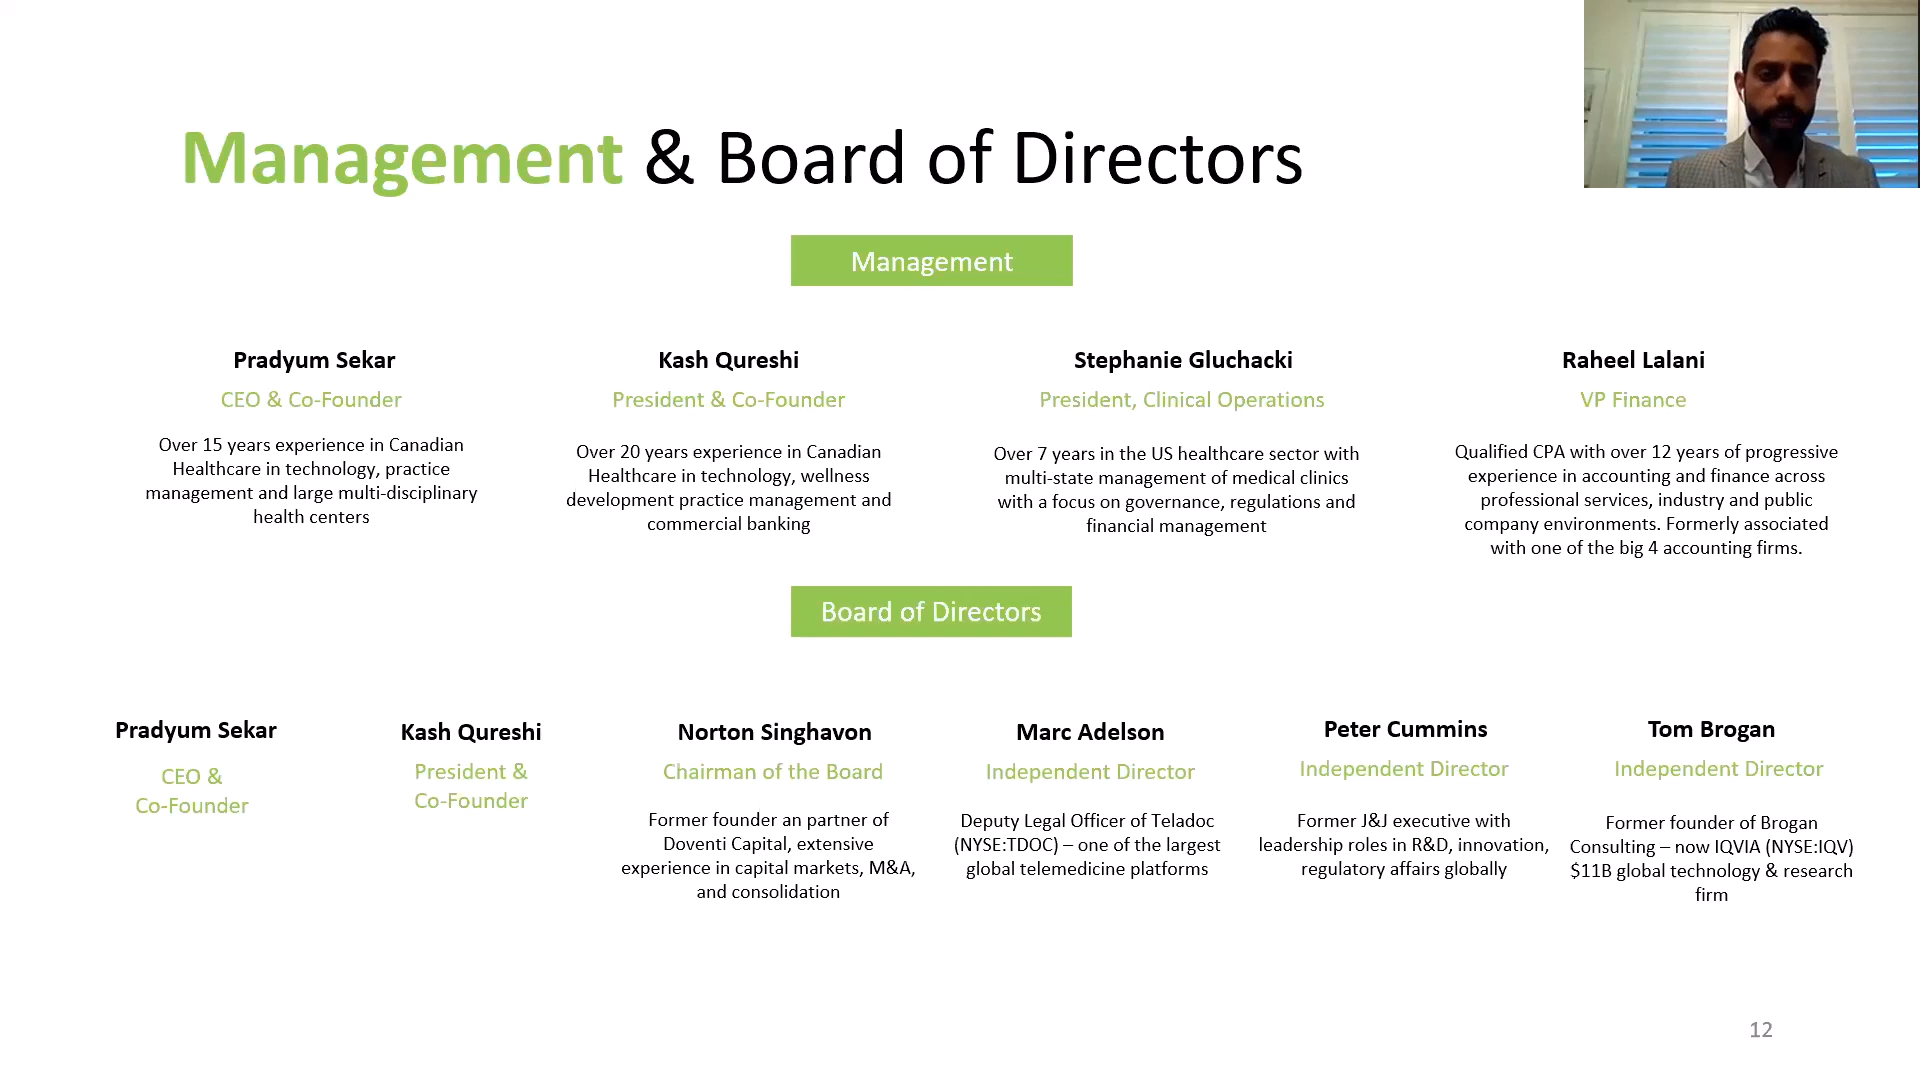 Management & Board of Directors
Management
Pradyum Sekar
CEO & Co-Founder
Over 15 years experience in Canadian
Healthcare in technology, practice
management and large multi-disciplinary
health centers
Kash Qureshi
President & Co-Founder
Over 20 years experience in Canadian
Healthcare in technology, wellness
development practice management and
commercial banking
Stephanie Gluchacki
President, Clinical Operations
Over 7 years in the US healthcare sector with
multi-state management of medical clinics
with a focus on governance, regulations and
financial management
Raheel Lalani
VP Finance
Qualified CPA with over 12 years of progressive
experience in accounting and finance across
professional services, industry and public
company environments. Formerly associated
with one of the big 4 accounting firms.
Board of Directors
Pradyum Sekar
CEO &
Co-Founder
Kash Qureshi
President &
Co-Founder
Norton Singhavon
Chairman of the Board
Former founder an partner of
Doventi Capital, extensive
experience in capital markets, M&A,
and consolidation
Marc Adelson
Independent Director
Deputy Legal Officer of Teladoc
(NYSE:TDOC) – one of the largest
global telemedicine platforms
Peter Cummins
Independent Director
Former J&J executive with
leadership roles in R&D, innovation,
regulatory affairs globally
Tom Brogan
Independent Director
Former founder of Brogan
Consulting – now IQVIA (NYSE:IQV)
$11B global technology & research
firm
12